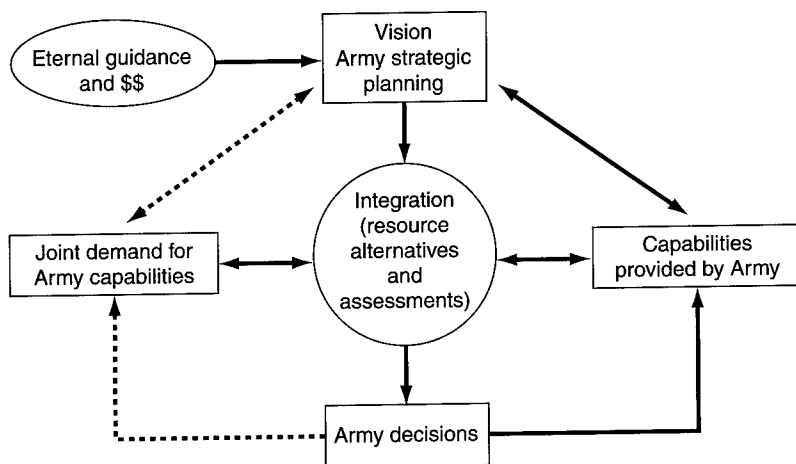 Eternal guidance
and $$
Vision
Army strategic
planning
Joint demand for
Army capabilities
Integration
(resource
alternatives
and
assessments)
Capabilities
provided by Army
Army decisions